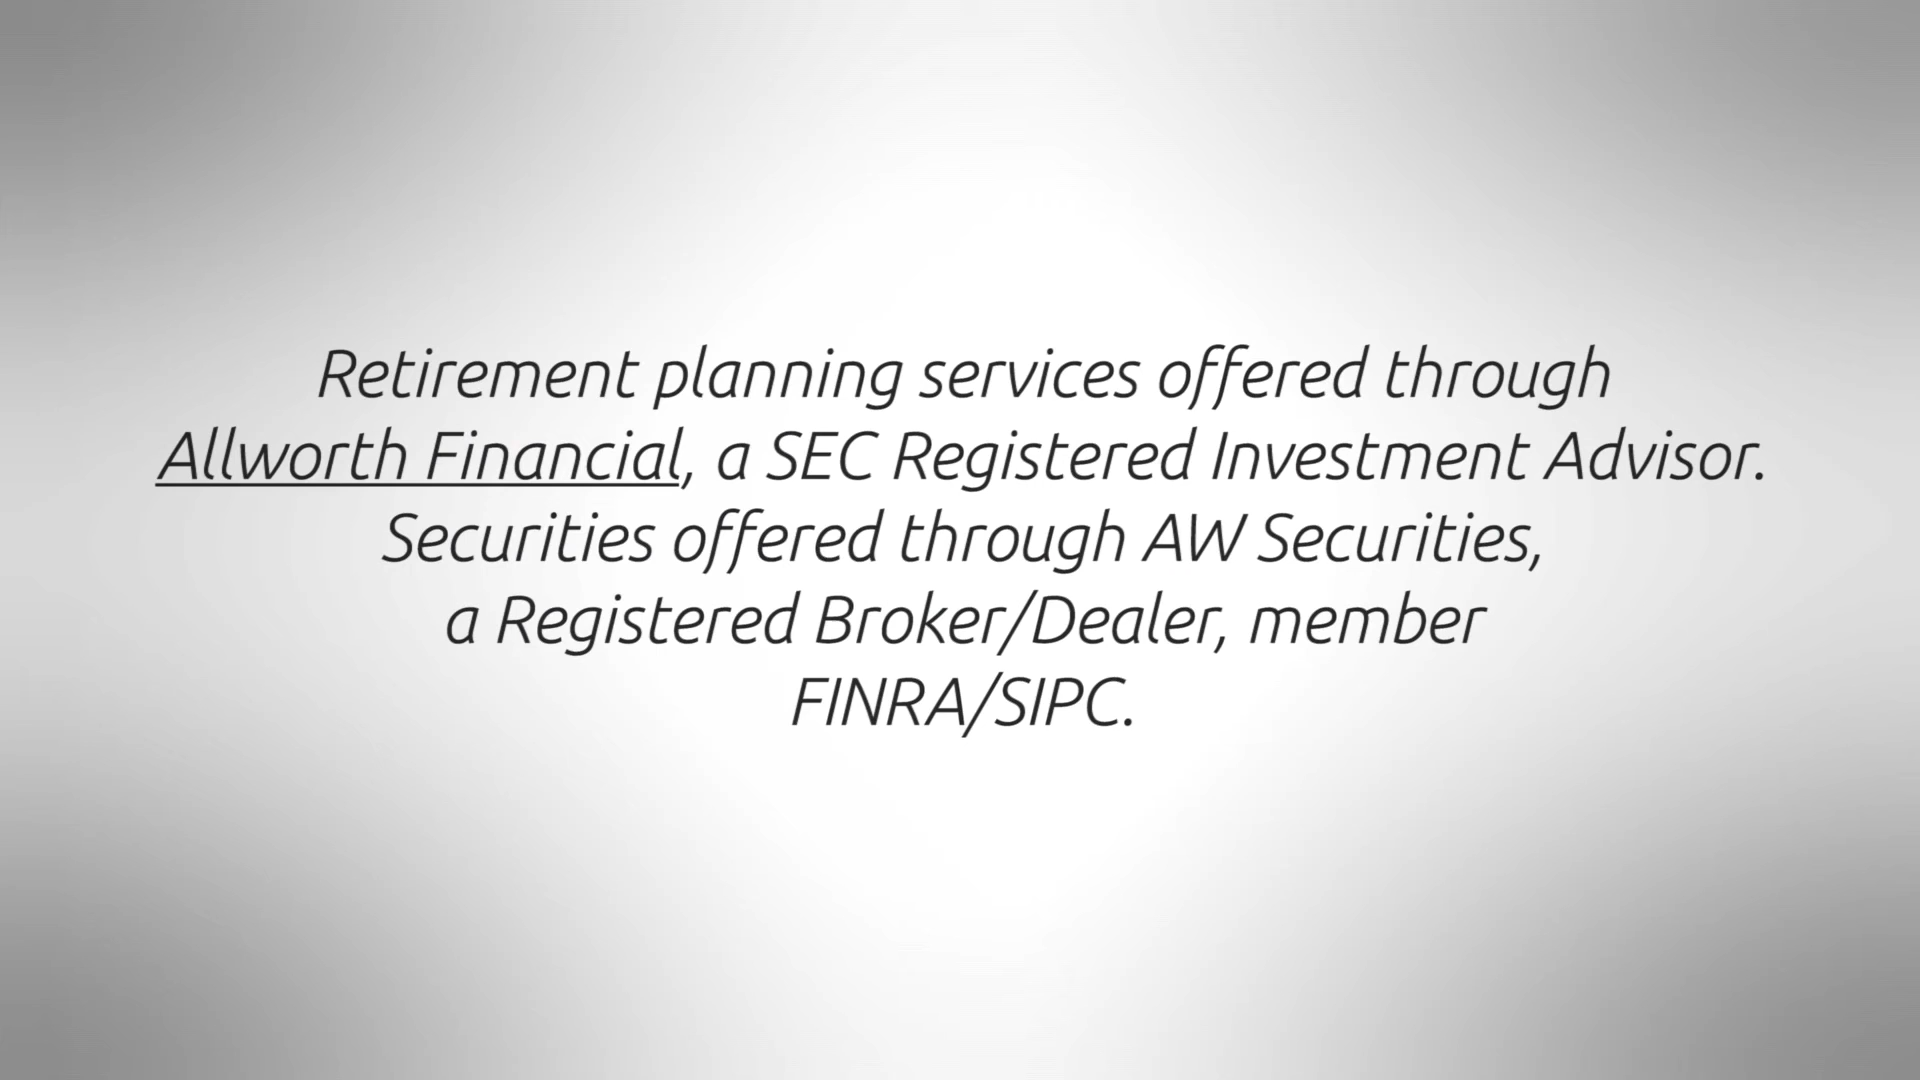 Retirement planning services offered through
Allworth Financial, a SEC Registered Investment Advisor.
Securities offered through AW Securities,
a Registered Broker/Dealer, member
FINRA/SIPC.